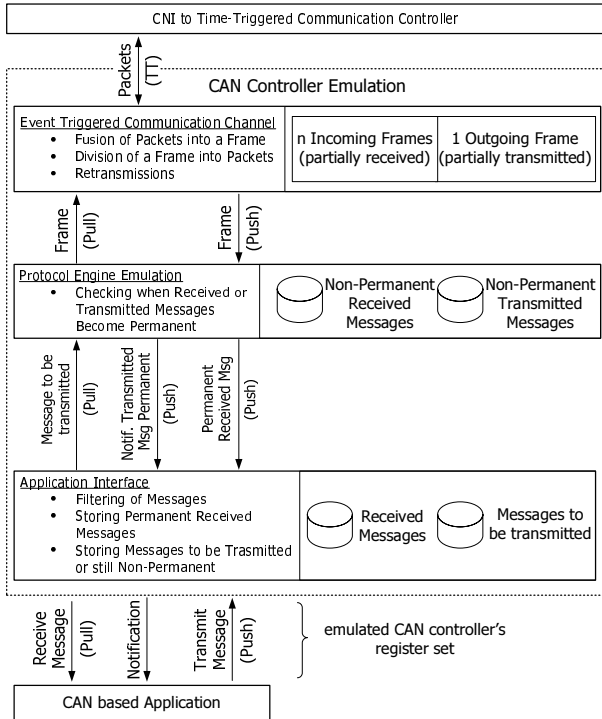 CNI to Time-Triggered Communication Controller
Packets
(TT)
CAN Controller Emulation
Event Triggered Communication Channel
• Fusion of Packets into a Frame
• Division of a Frame into Packets
• Retransmissions
n Incoming Frames
(partially received)
1 Outgoing Frame
(partially transmitted)
Frame
(Pull)
Frame
(Push)
Protocol Engine Emulation
• Checking when Received or
Transmitted Messages
Become Permanent
Non-Permanent
Received
Messages
Non-Permanent
Transmitted
Messages
Message to be
transmitted
(Pull)
Notif. Transmitted
Msg Permanent
(Push)
Permanent
Received Msg
(Push)
Application Interface
• Filtering of Messages
• Storing Permanent Received
Messages
• Storing Messages to be Trasmitted
or still Non-Permanent
Received
Messages
Messages to
be transmitted
Receive
Message
(Pull)
Notification
Transmit
Message
(Push)
emulated CAN controller's
register set
CAN based Application